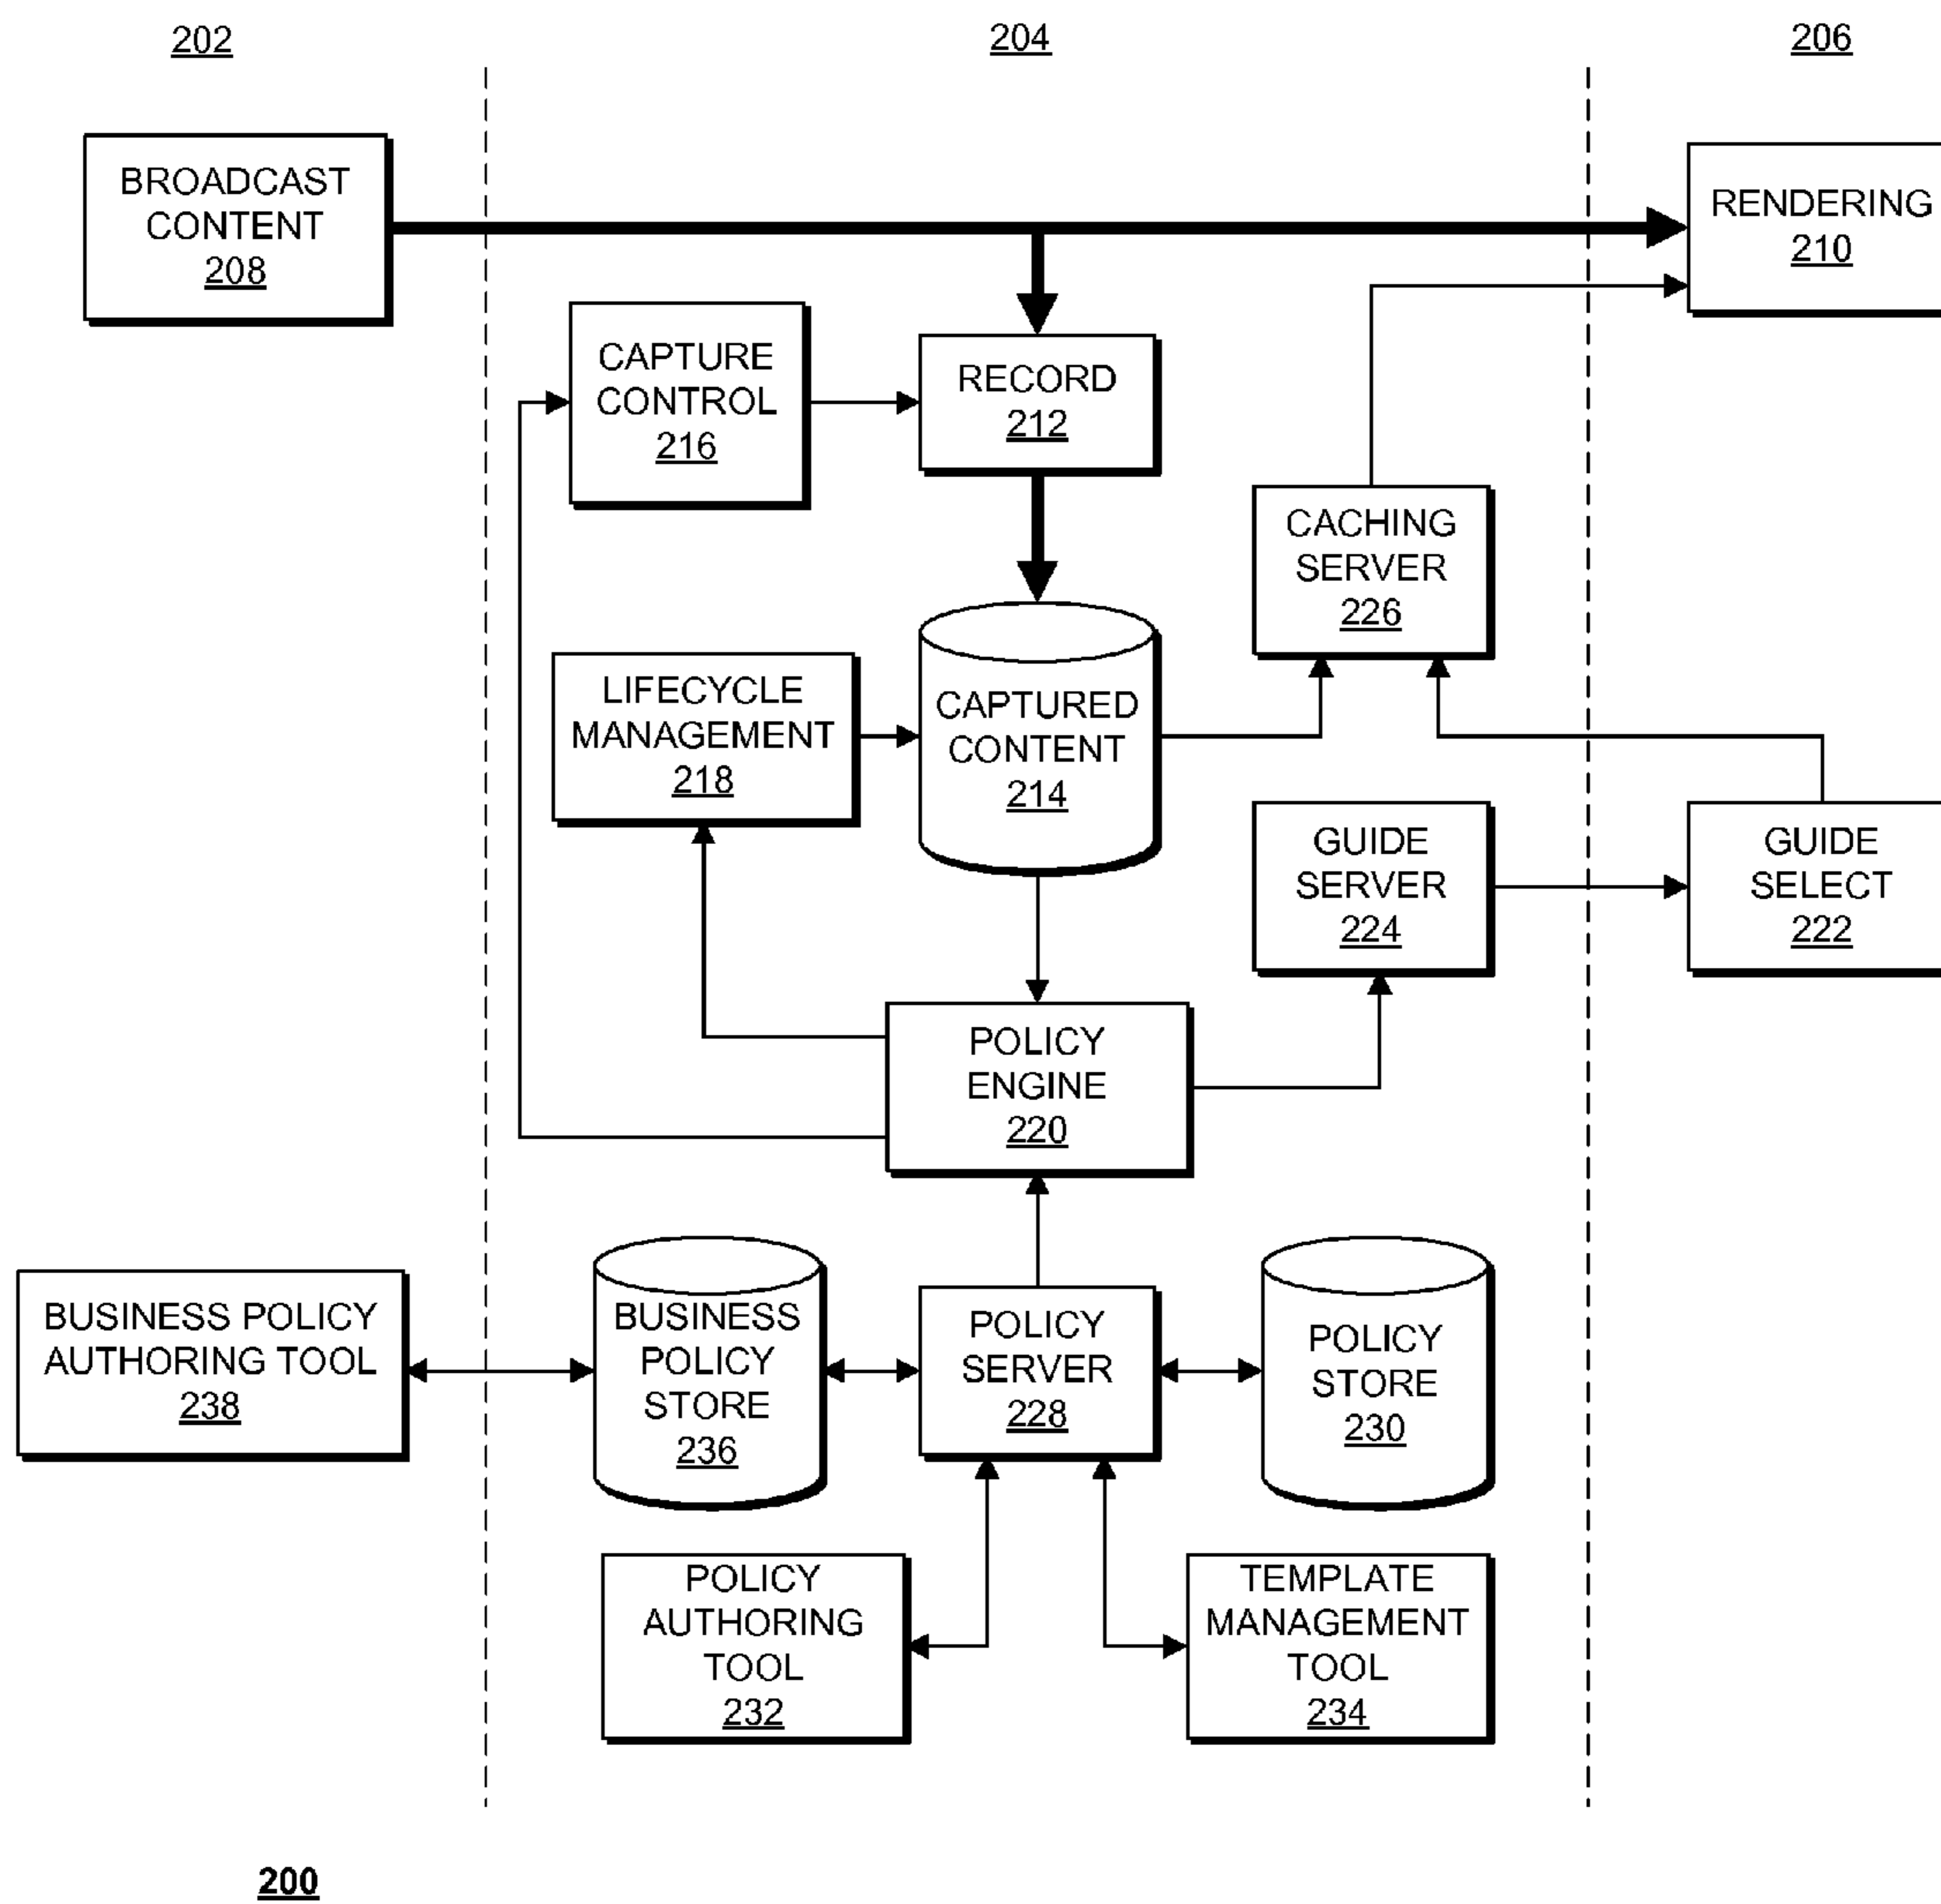 202
204
206
BROADCAST
CONTENT
208
RENDERING
210
CAPTURE
CONTROL
216
RECORD
212
CACHING
SERVER
226
LIFECYCLE
MANAGEMENT
218
CAPTURED
CONTENT
214
GUIDE
SERVER
224
GUIDE
SELECT
222
POLICY
ENGINE
220
BUSINESS POLICY
AUTHORING TOOL
238
BUSINESS
POLICY
STORE
236
POLICY
SERVER
228
POLICY
STORE
230
POLICY
AUTHORING
TOOL
232
TEMPLATE
MANAGEMENT
TOOL
234
200